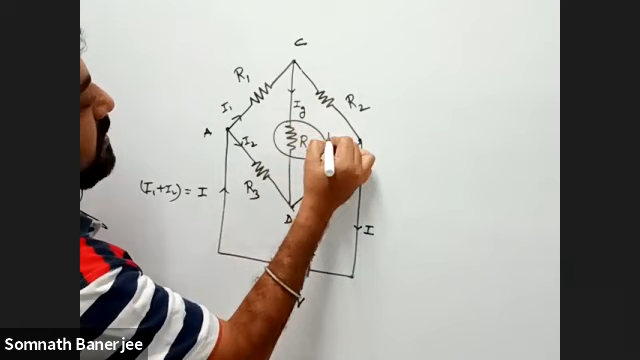 C
R1
R2
I1
Ig
A
I2
R
(I1+I2) = I
R3
D
I
V
Somnath Banerjee